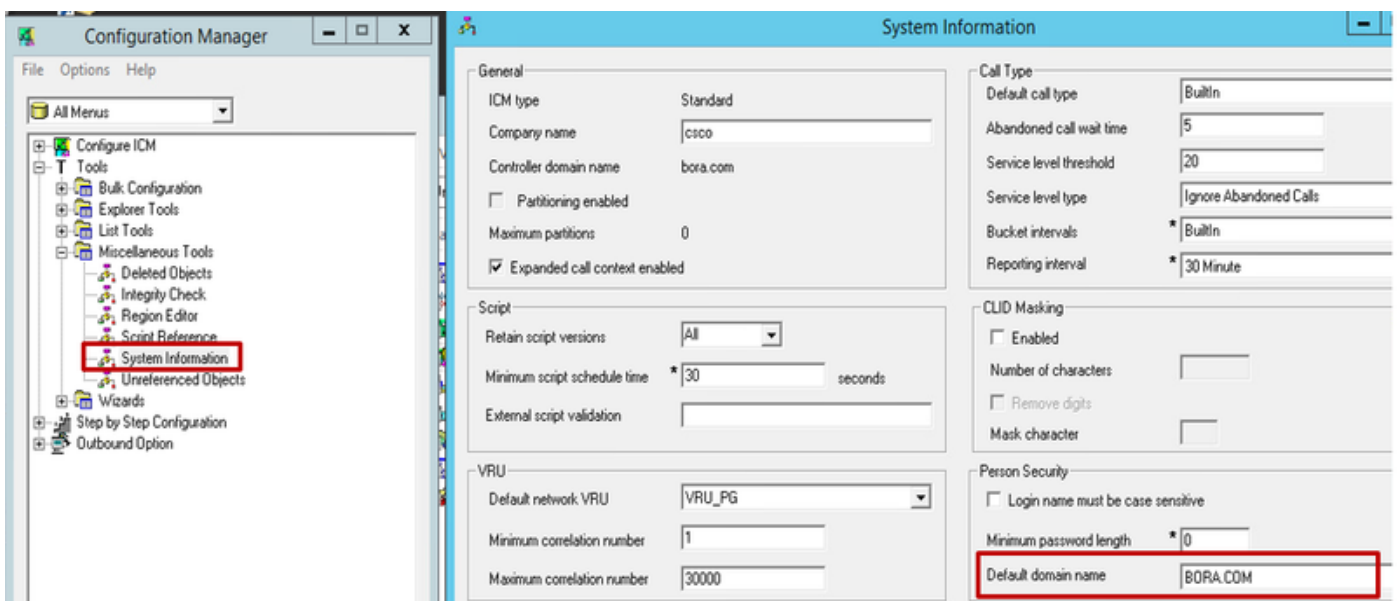 Configuration Manager
File Options Help
All Menus
Configure ICM
Tools
Bulk Configuration
Explorer Tools
List Tools
Miscellaneous Tools
Deleted Objects
Integrity Check
Region Editor
Script Reference
System Information
Unreferenced Objects
Wizards
Step by Step Configuration
Outbound Option
System Information
General
ICM type Standard
Company name csco
Controller domain name bora.com
Partitioning enabled
Maximum partitions 0
Expanded call context enabled
Script
Retain script versions All
Minimum script schedule time * 30 seconds
External script validation
VRU
Default network VRU VRU_PG
Minimum correlation number 1
Maximum correlation number 30000
Call Type
Default call type BuiltIn
Abandoned call wait time 5
Service level threshold 20
Service level type Ignore Abandoned Calls
Bucket intervals * BuiltIn
Reporting interval * 30 Minute
CLID Masking
Enabled
Number of characters
Remove digits
Mask character
Person Security
Login name must be case sensitive
Minimum password length * 0
Default domain name BORA.COM